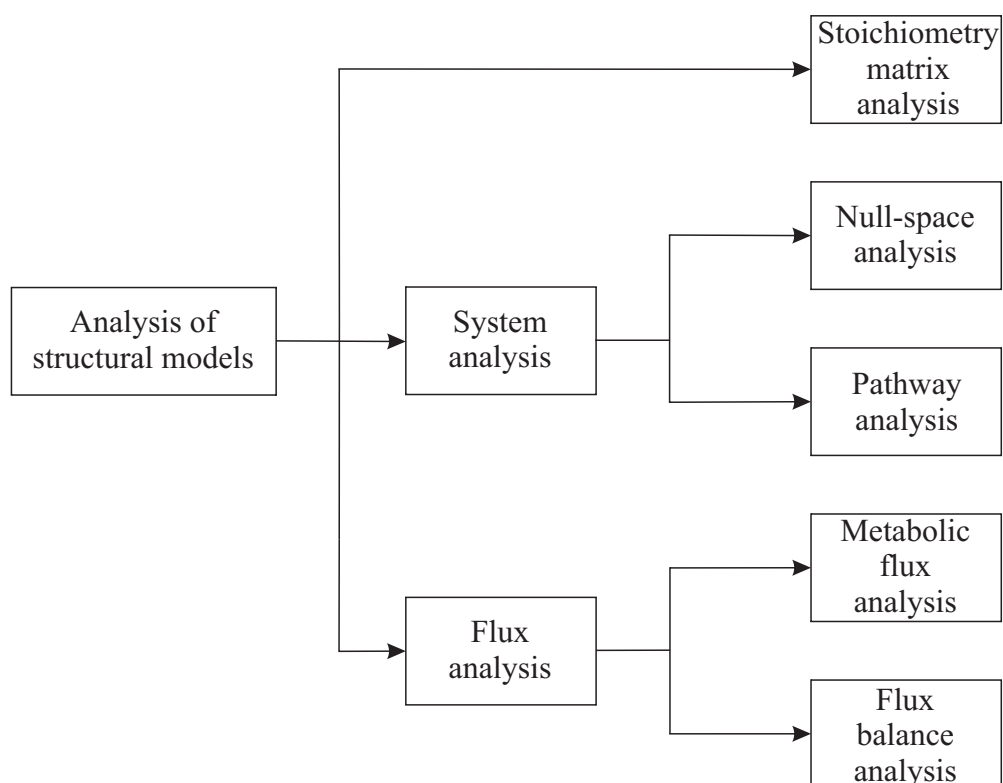 Stoichiometry
matrix
analysis
Null-space
analysis
Analysis of
structural models
System
analysis
Pathway
analysis
Metabolic
flux
analysis
Flux
analysis
Flux
balance
analysis